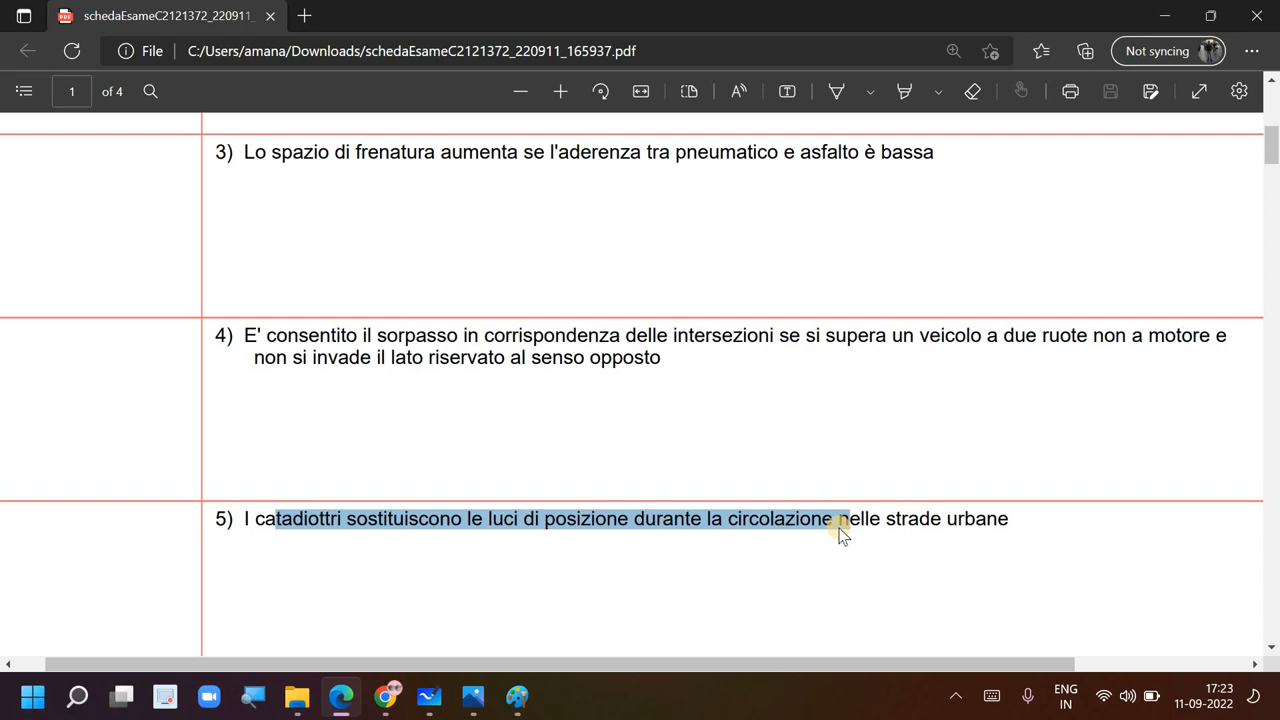 schedaEsameC2121372_220911_
File
C:/Users/amana/Downloads/schedaEsameC2121372_220911_165937.pdf
Not syncing
1 of 4
3) Lo spazio di frenatura aumenta se l'aderenza tra pneumatico e asfalto è bassa
4) E' consentito il sorpasso in corrispondenza delle intersezioni se si supera un veicolo a due ruote non a motore e
non si invade il lato riservato al senso opposto
5) I catadiottri sostituiscono le luci di posizione durante la circolazione nelle strade urbane
ENG
IN
17:23
11-09-2022